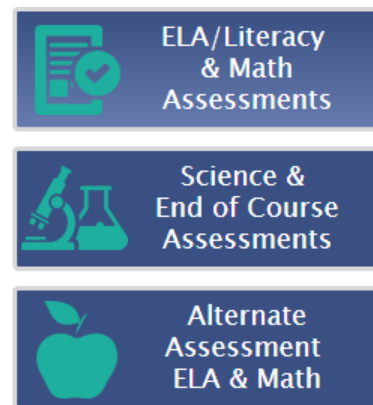 ELA/Literacy
& Math
Assessments
Science &
End of Course
Assessments
Alternate
Assessment
ELA & Math